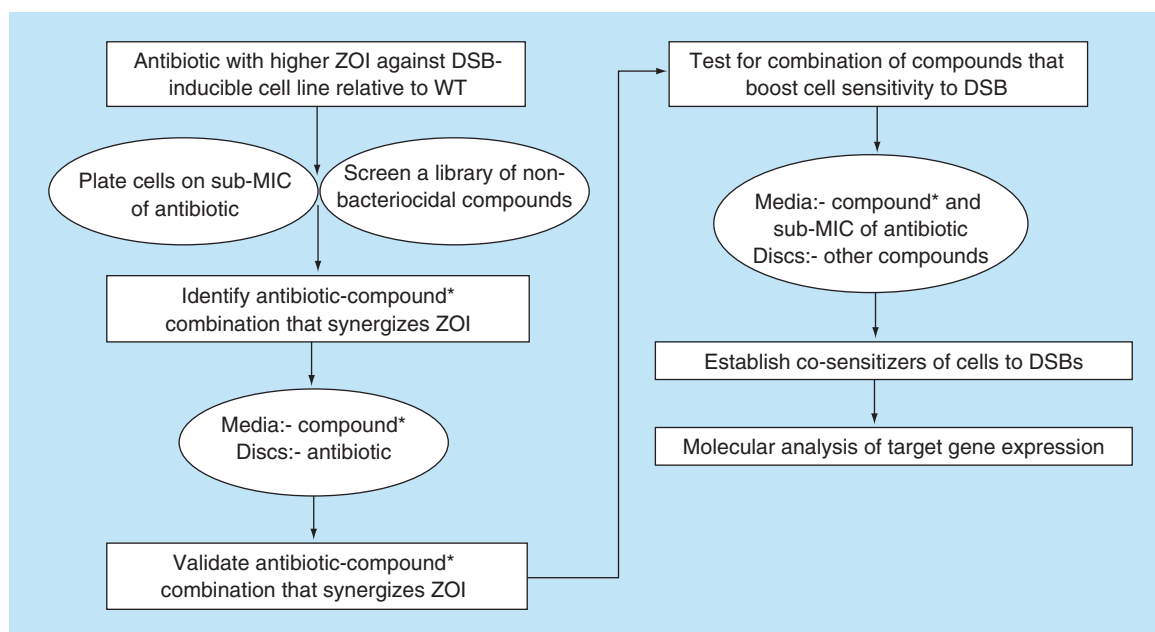 Antibiotic with higher ZOI against DSB-
inducible cell line relative to WT
Plate cells on sub-MIC
of antibiotic
Screen a library of non-
bacteriocidal compounds
Identify antibiotic-compound*
combination that synergizes ZOI
Media:- compound*
Discs:- antibiotic
Validate antibiotic-compound*
combination that synergizes ZOI
Test for combination of compounds that
boost cell sensitivity to DSB
Media:- compound* and
sub-MIC of antibiotic
Discs:- other compounds
Establish co-sensitizers of cells to DSBs
Molecular analysis of target gene expression